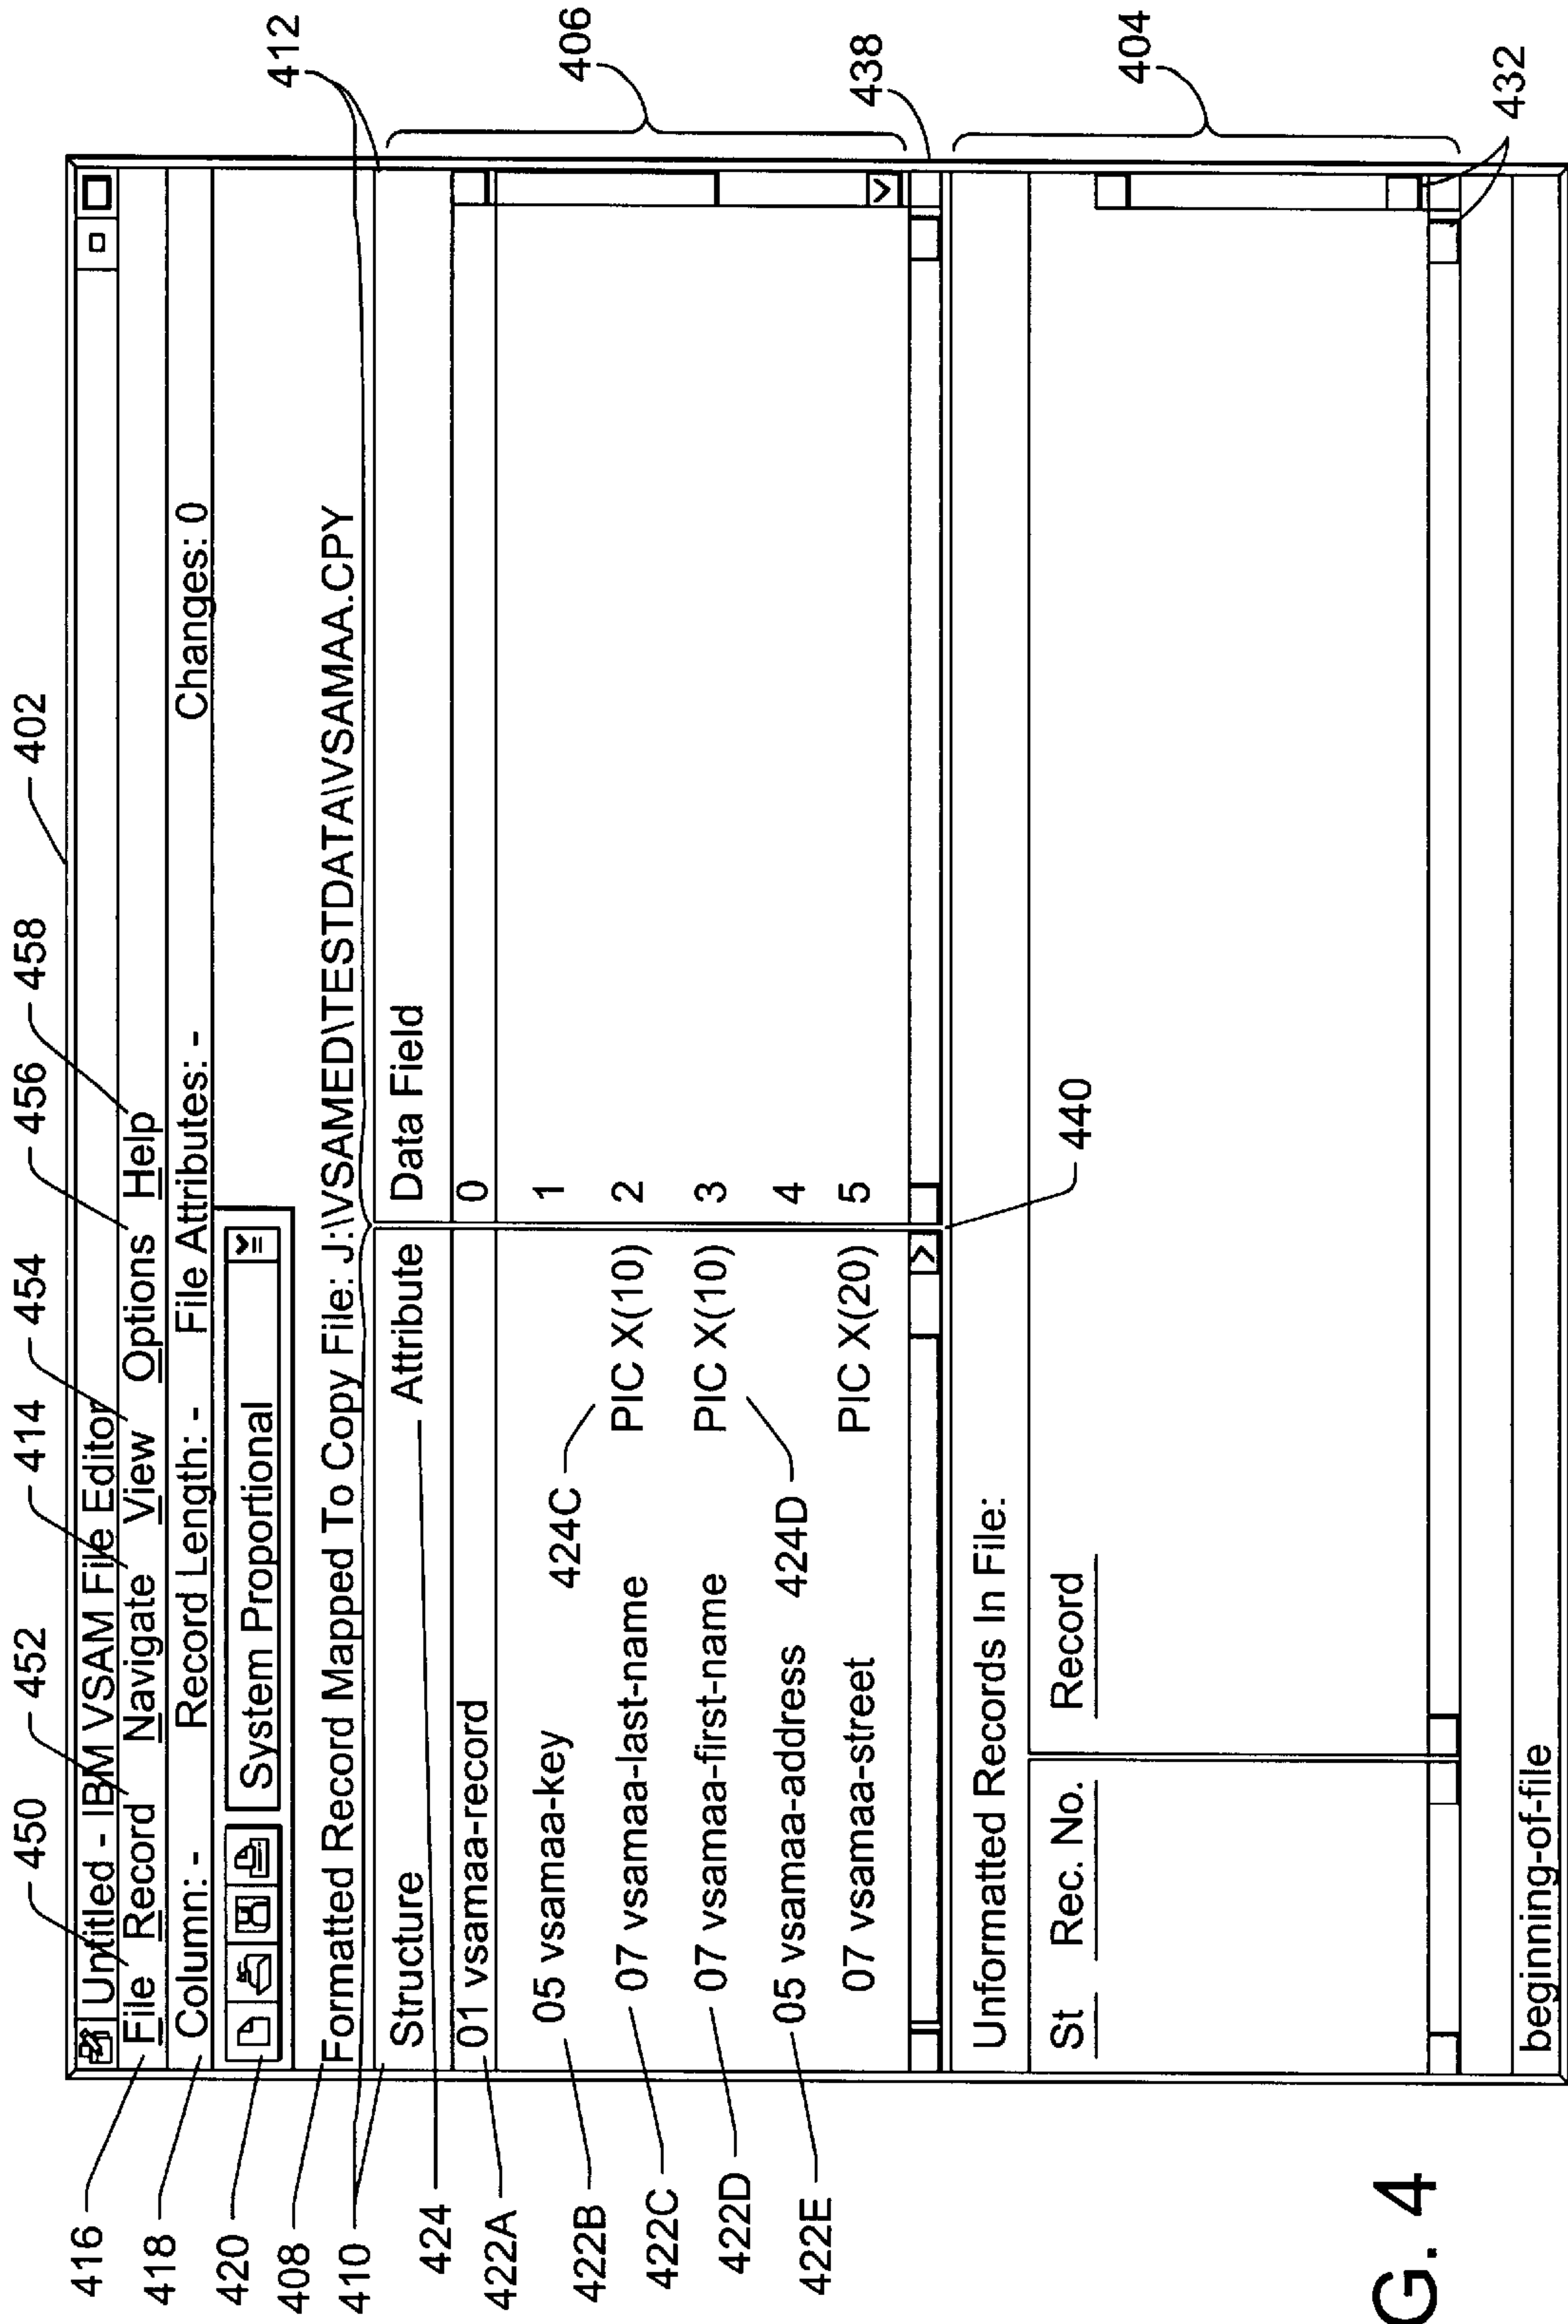 450 452 414 454 456 458 402
416 Untitled - IBM VSAM File Editor
File Record Navigate View Options Help
418 Column: - Record Length: - File Attributes: - Changes: 0
420 System Proportional
408 Formatted Record Mapped To Copy File: J:\VSAMED\TESTDATA\VSAMAA.CPY 412
410 Structure Attribute Data Field
424
422A 01 vsamaa-record 0
422B 05 vsamaa-key 424C 1
422C 07 vsamaa-last-name PIC X(10) 2 406
422D 07 vsamaa-first-name PIC X(10) 3
422E 05 vsamaa-address 424D 4
07 vsamaa-street PIC X(20) 5
438
440
Unformatted Records In File:
St Rec. No. Record
404
432
beginning-of-file
G. 4